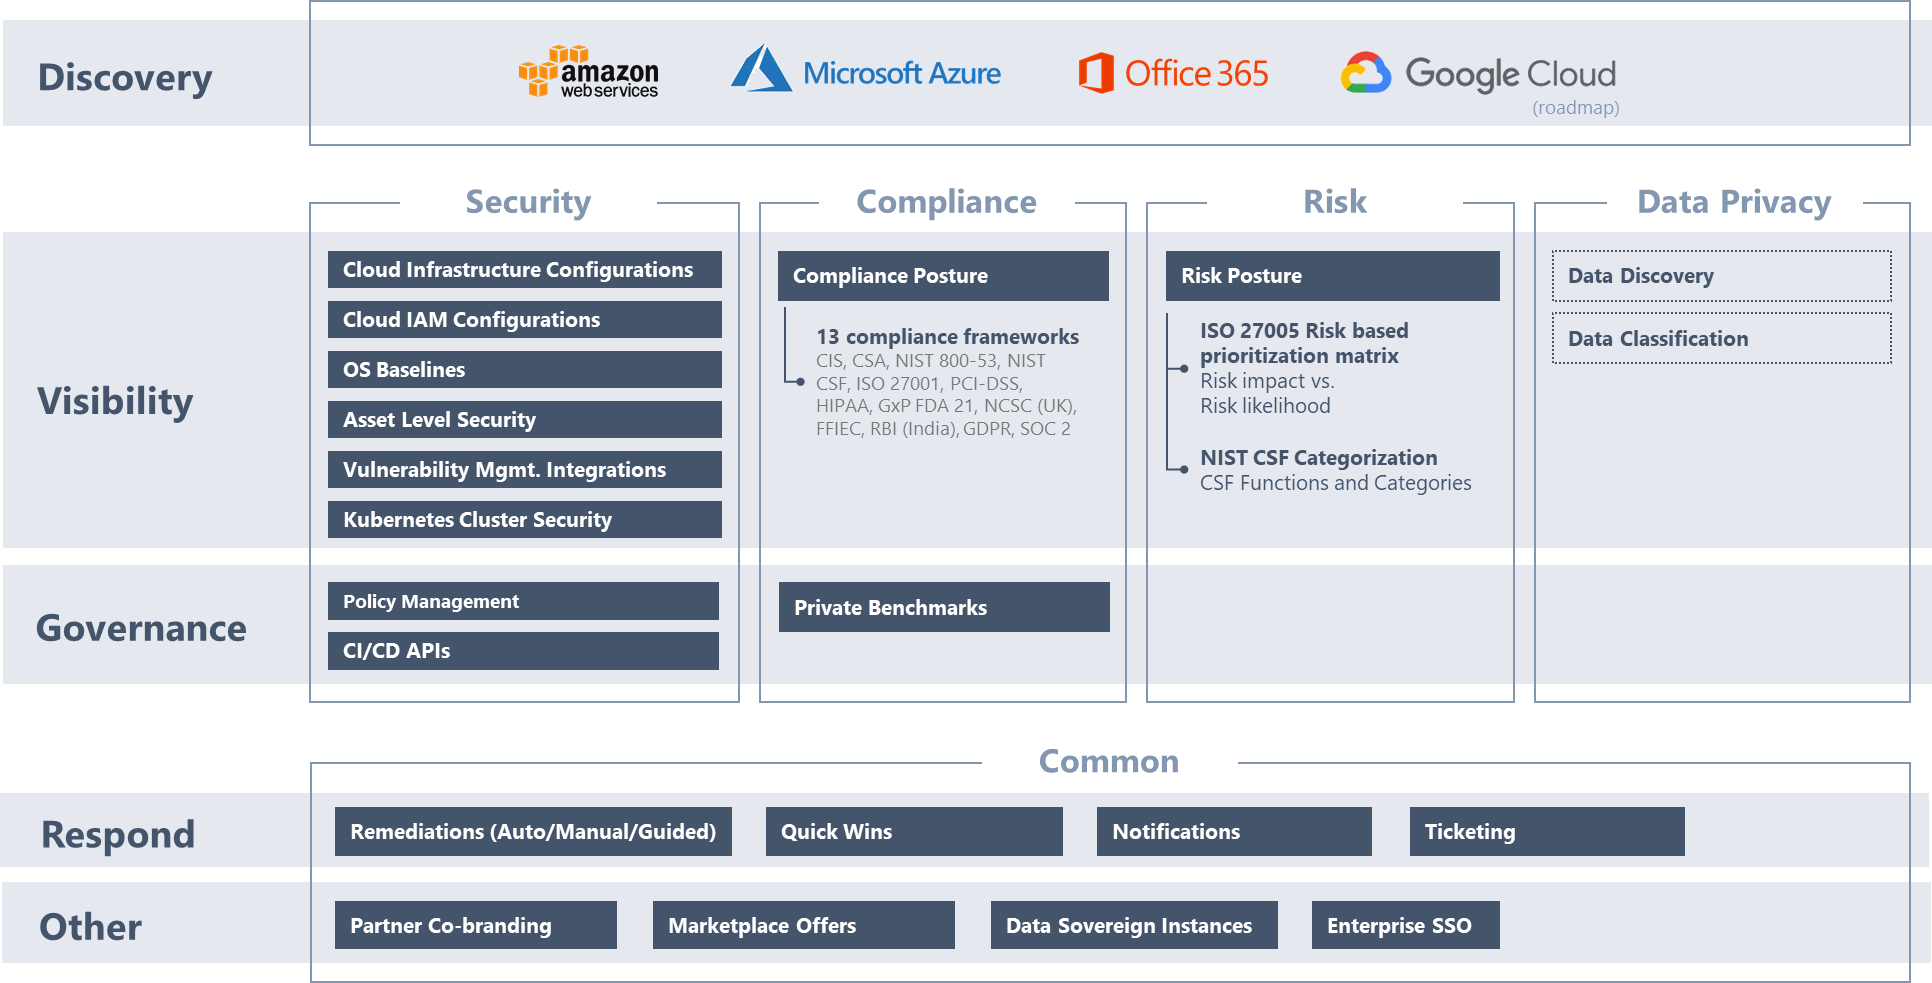 Discovery
amazon
webservices
Microsoft Azure
Office 365
Google Cloud
(roadmap)
Security
Compliance
Risk
Data Privacy
Visibility
Cloud Infrastructure Configurations
Cloud IAM Configurations
OS Baselines
Asset Level Security
Vulnerability Mgmt. Integrations
Kubernetes Cluster Security
Compliance Posture
13 compliance frameworks
CIS, CSA, NIST 800-53, NIST
CSF, ISO 27001, PCI-DSS,
HIPAA, GxP FDA 21, NCSC (UK),
FFIEC, RBI (India), GDPR, SOC 2
Risk Posture
ISO 27005 Risk based
prioritization matrix
Risk impact vs.
Risk likelihood
NIST CSF Categorization
CSF Functions and Categories
Data Discovery
Data Classification
Governance
Policy Management
CI/CD APIs
Private Benchmarks
Common
Respond
Remediations (Auto/Manual/Guided)
Quick Wins
Notifications
Ticketing
Other
Partner Co-branding
Marketplace Offers
Data Sovereign Instances
Enterprise SSO